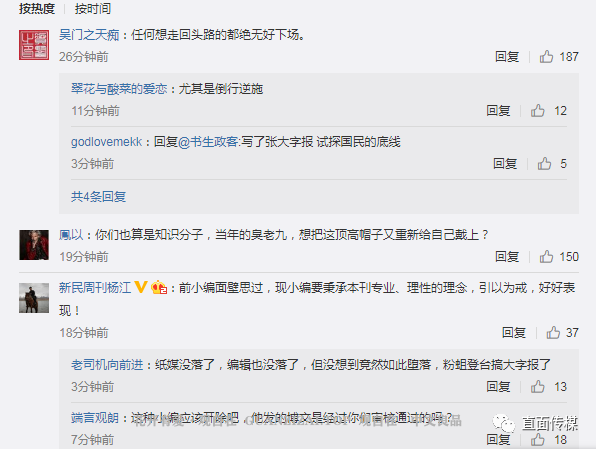 按热度 | 按时间
吴门之天痴：任何想走回头路的都绝无好下场。
26分钟前 回复 187
翠花与酸菜的爱恋：尤其是倒行逆施
11分钟前 回复 12
godlovemekk：回复@书生政客:写了张大字报 试探国民的底线
3分钟前 回复 5
共4条回复
鳳以：你们也算是知识分子，当年的臭老九，想把这顶高帽子又重新给自己戴上？
19分钟前 回复 150
新民周刊杨江 V ：前小编面壁思过，现小编要秉承本刊专业、理性的理念，引以为戒，好好表
现！
18分钟前 回复 37
老司机向前进：纸媒没落了，编辑也没落了，但没想到竟然如此堕落，粉蛆登台搞大字报了
3分钟前 回复 13
端言观朗：这种小编应该开除吧，他发的博文是经过你们审核通过的吗？
7分钟前 回复 18
直面传媒